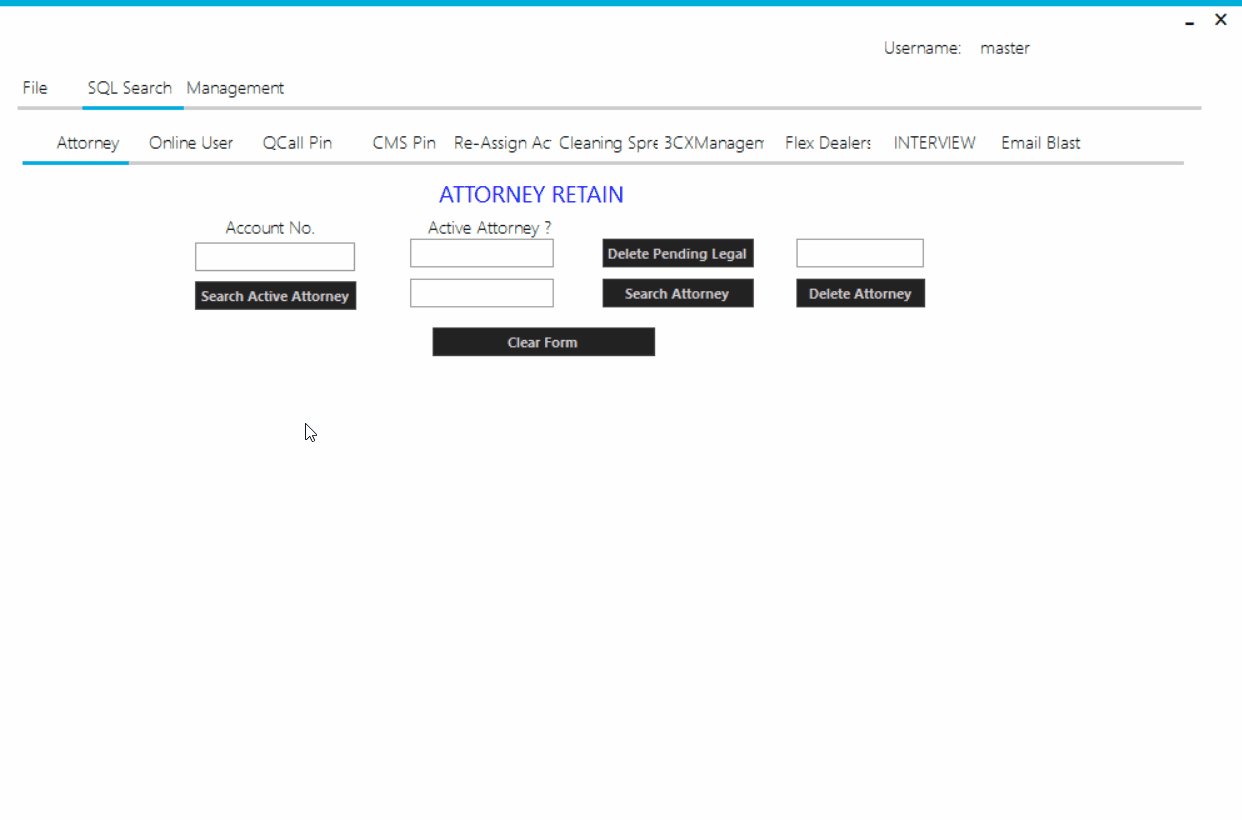 Username: master
File SQL Search Management
Attorney Online User QCall Pin CMS Pin Re-Assign Ac Cleaning Spre 3CXManagem Flex Dealers INTERVIEW Email Blast
ATTORNEY RETAIN
Account No. Active Attorney ?
Delete Pending Legal
Search Active Attorney Search Attorney Delete Attorney
Clear Form